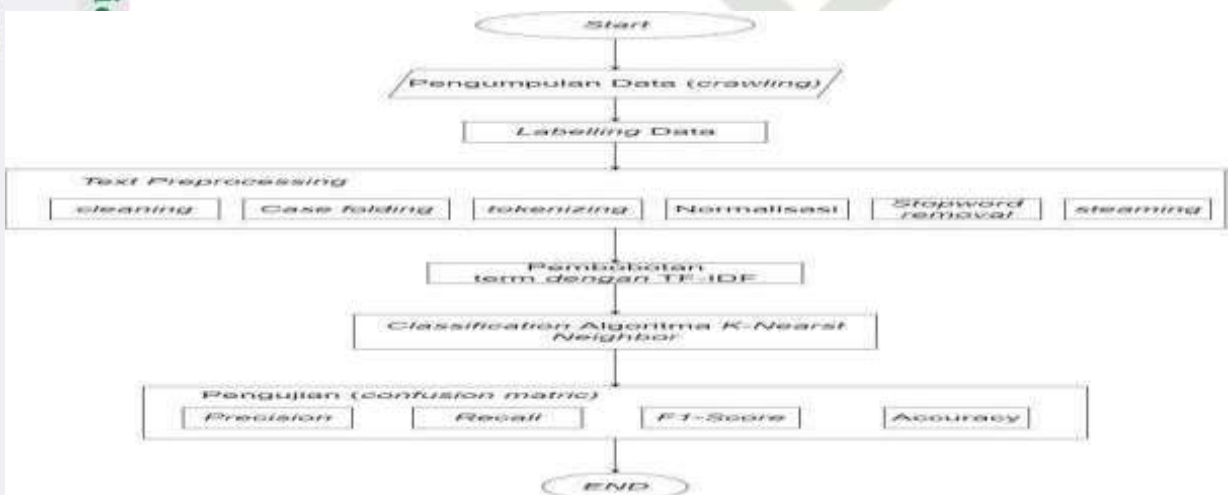 Start
Pengumpulan Data (crawling)
Labelling Data
Text Preprocessing
cleaning
Case folding
tokenizing
Normalisasi
Stopword
removal
steaming
Pembobotan
term dengan TF-IDF
Classification Algoritma K-Nearst
Neighbor
Pengujian (confusion matric)
Precision
Recall
F1-Score
Accuracy
END